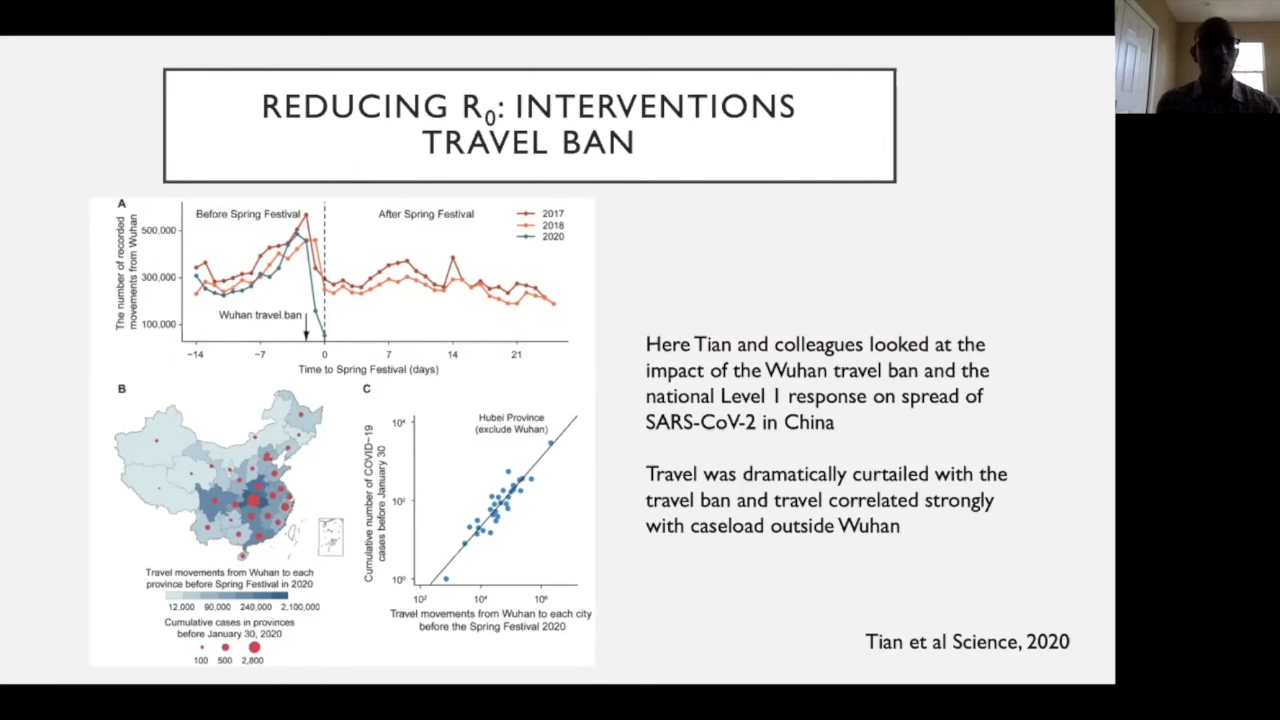 REDUCING R₀: INTERVENTIONS
TRAVEL BAN
A
The number of recorded
movements from Wuhan
500,000
300,000
100,000
Before Spring Festival
After Spring Festival
2017
2018
2020
Wuhan travel ban
−14
−7
0
7
14
21
Time to Spring Festival (days)
B
Travel movements from Wuhan to each
province before Spring Festival in 2020
12,000
90,000
240,000
2,100,000
Cumulative cases in provinces
before January 30, 2020
100
500
2,800
C
Cumulative number of COVID−19
cases before January 30
10⁴
10²
10⁰
Hubei Province
(exclude Wuhan)
10²
10⁴
10⁶
Travel movements from Wuhan to each city
before the Spring Festival 2020
Here Tian and colleagues looked at the
impact of the Wuhan travel ban and the
national Level 1 response on spread of
SARS-CoV-2 in China
Travel was dramatically curtailed with the
travel ban and travel correlated strongly
with caseload outside Wuhan
Tian et al Science, 2020